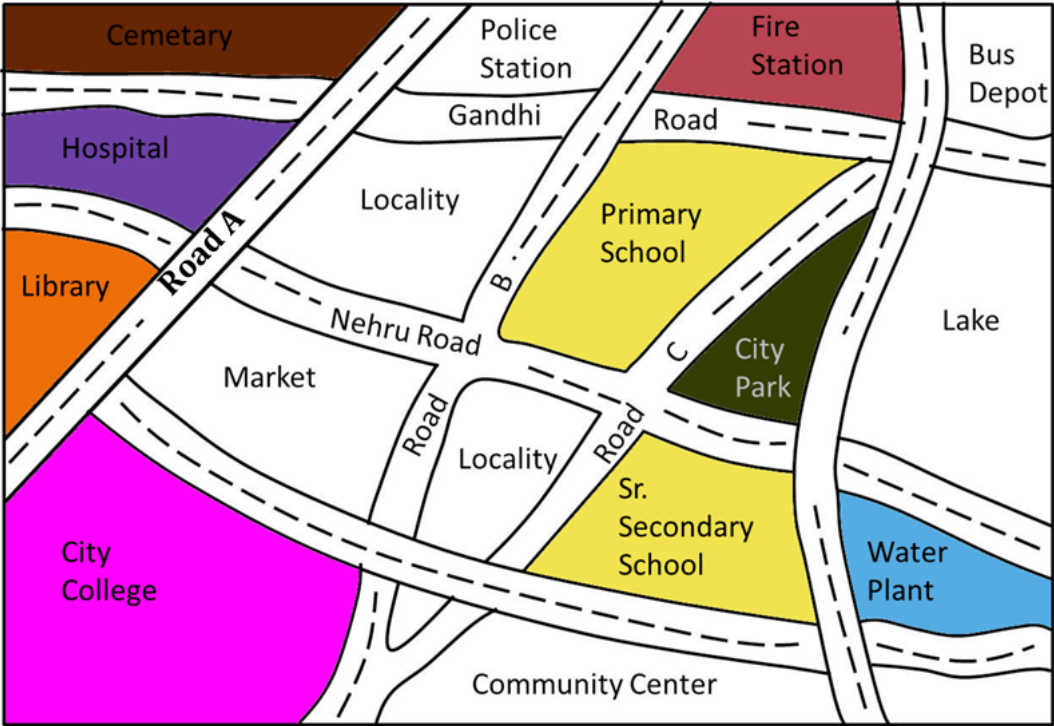 Cemetary
Police
Station
Fire
Station
Bus
Depot
Gandhi Road
Hospital
Locality
Primary
School
Road A
Library
B
Nehru Road
Lake
C
City
Park
Market
Road
Road
Locality
Sr.
Secondary
School
City
College
Water
Plant
Community Center